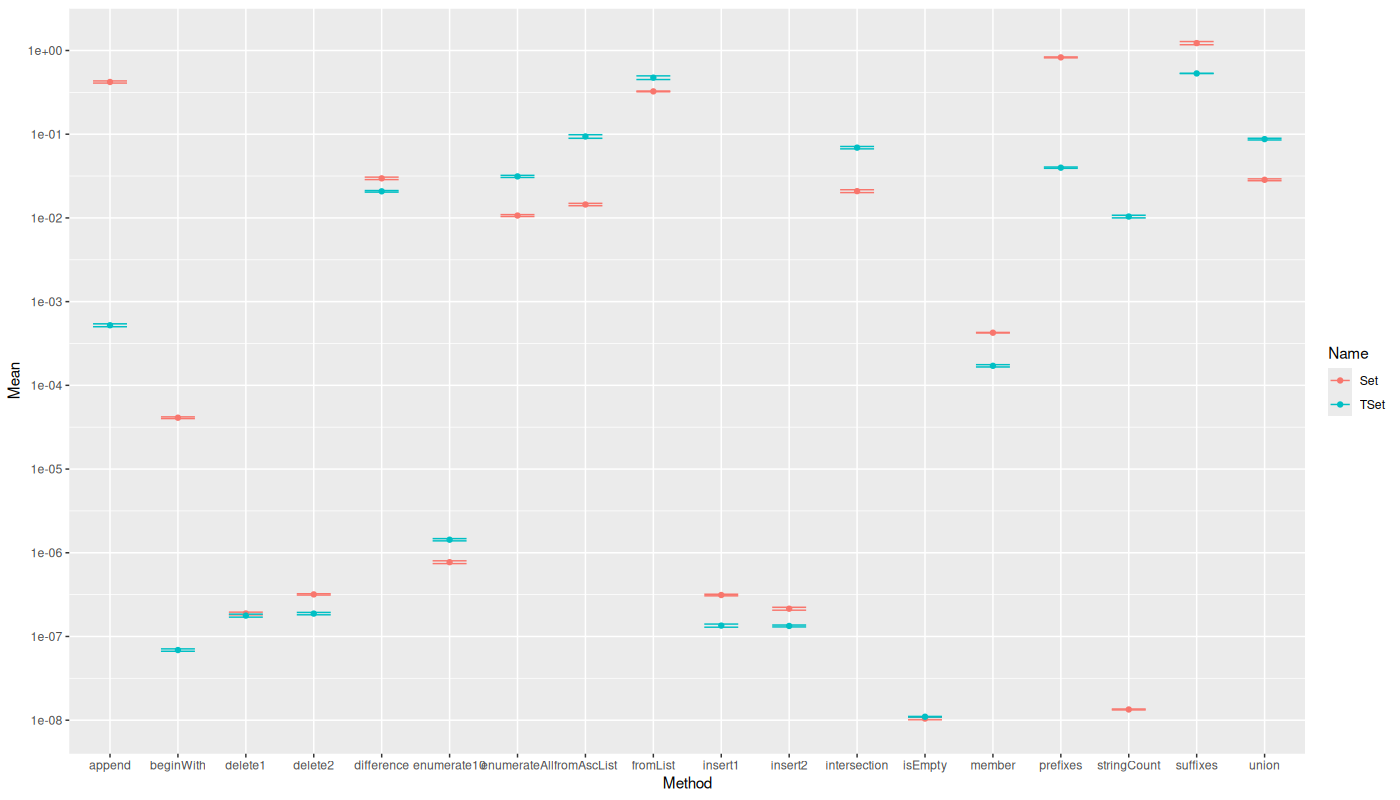 1e+00
1e-01
1e-02
1e-03
1e-04
1e-05
1e-06
1e-07
1e-08
Mean
append beginWith delete1 delete2 difference enumerate10 enumerateAll fromAscList fromList insert1 insert2 intersection isEmpty member prefixes stringCount suffixes union
Method
Name
Set
TSet